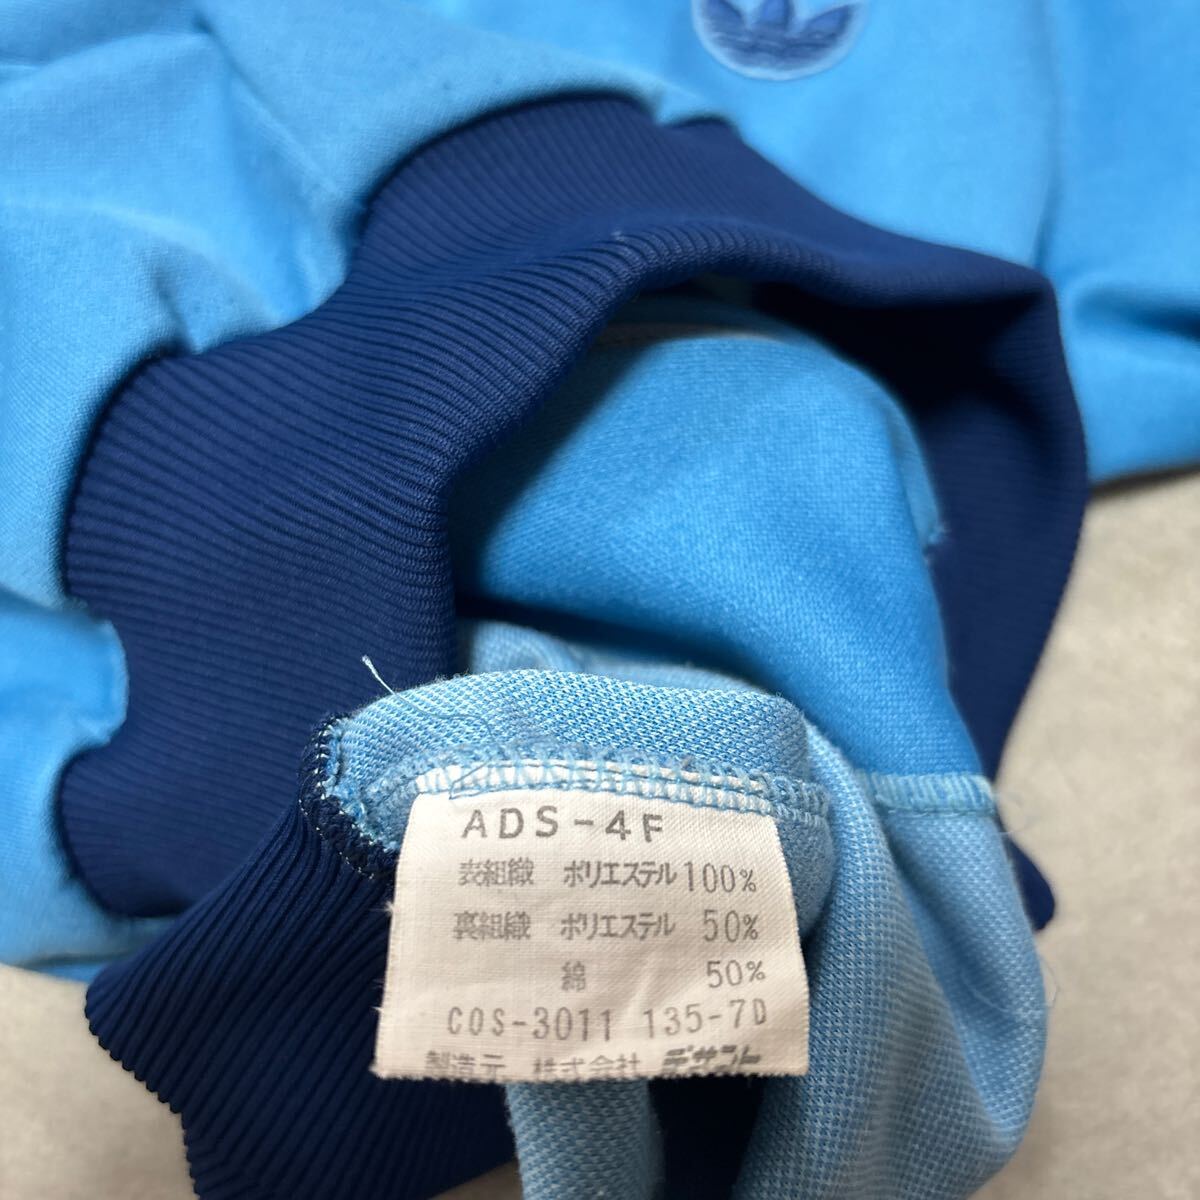 ADS-4F
表組織 ポリエステル 100%
裏組織 ポリエステル 50%
綿 50%
COS-3011 135-7D
製造元 株式会社 デサント